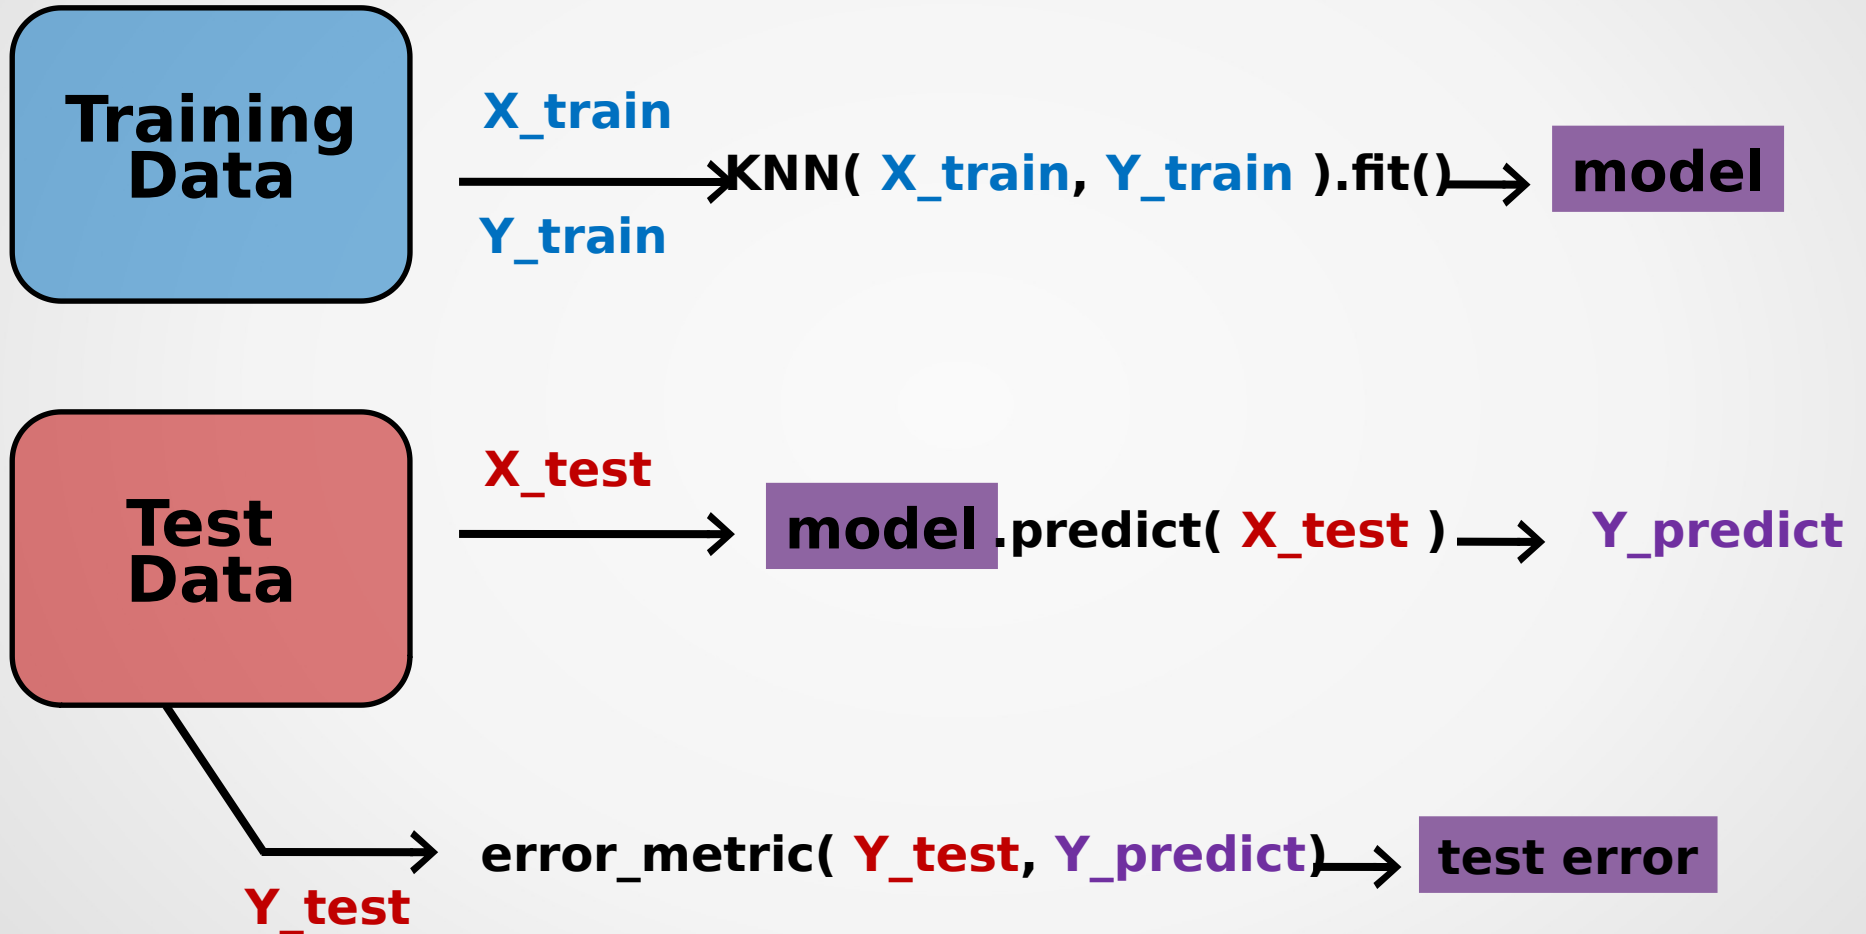 Training
Data
X_train
Y_train
KNN( X_train, Y_train ).fit()
model
Test
Data
X_test
model.predict( X_test )
Y_predict
Y_test
error_metric( Y_test, Y_predict)
test error